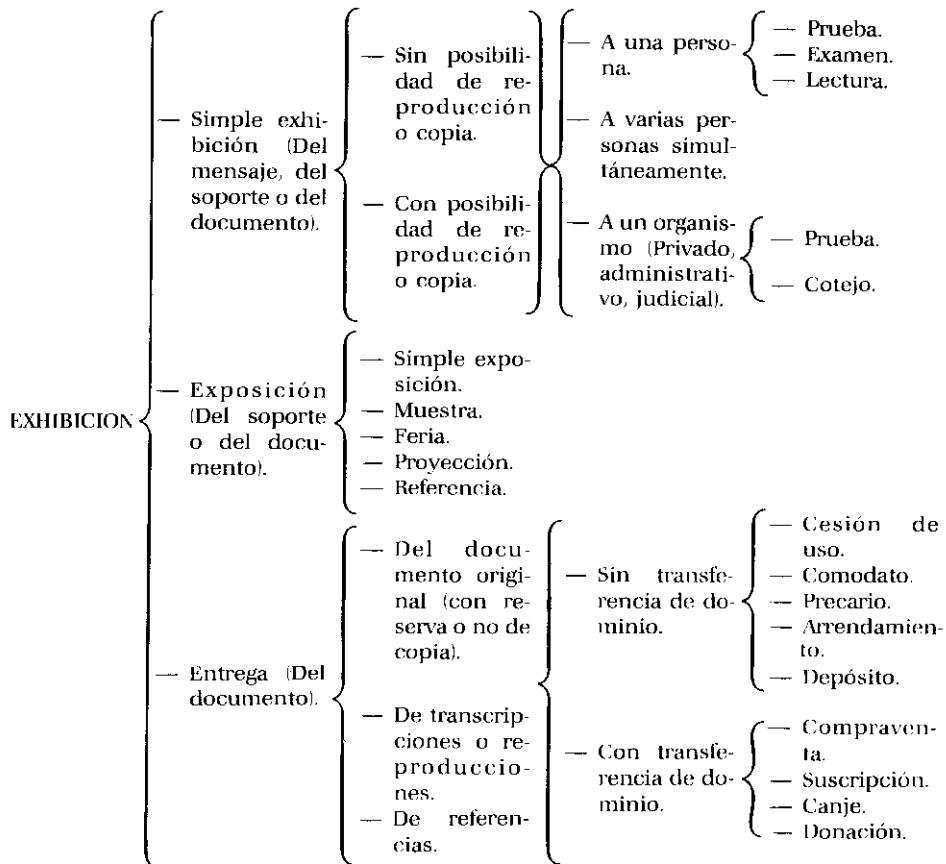 EXHIBICION
— Simple exhi-
bición (Del
mensaje, del
soporte o del
documento).
— Sin posibili-
dad de re-
producción
o copia.
— Con posibili-
dad de re-
producción
o copia.
— A una perso-
na.
— Prueba.
— Examen.
— Lectura.
— A varias per-
sonas simul-
táneamente.
— A un organis-
mo (Privado,
administrati-
vo, judicial).
— Prueba.
— Cotejo.
— Exposición
(Del soporte
o del docu-
mento).
— Simple expo-
sición.
— Muestra.
— Feria.
— Proyección.
— Referencia.
— Entrega (Del
documento).
— Del docu-
mento origi-
nal (con re-
serva o no de
copia).
— De transcrip-
ciones o re-
produccio-
nes.
— De referen-
cias.
— Sin transfe-
rencia de do-
minio.
— Cesión de
uso.
— Comodato.
— Precario.
— Arrendamien-
to.
— Depósito.
— Con transfe-
rencia de do-
minio.
— Compraven-
ta.
— Suscripción.
— Canje.
— Donación.